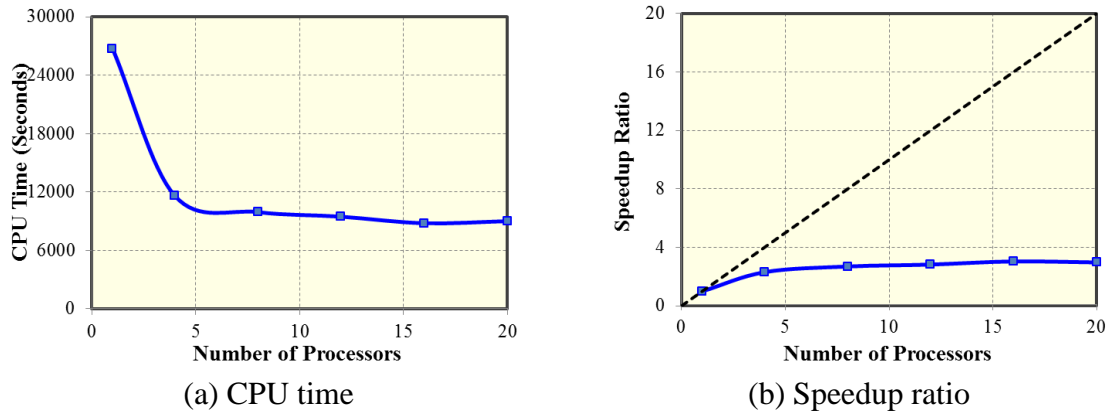 30000
24000
18000
12000
6000
0
CPU Time (Seconds)
0 5 10 15 20
Number of Processors
(a) CPU time
20
16
12
8
4
0
Speedup Ratio
0 5 10 15 20
Number of Processors
(b) Speedup ratio